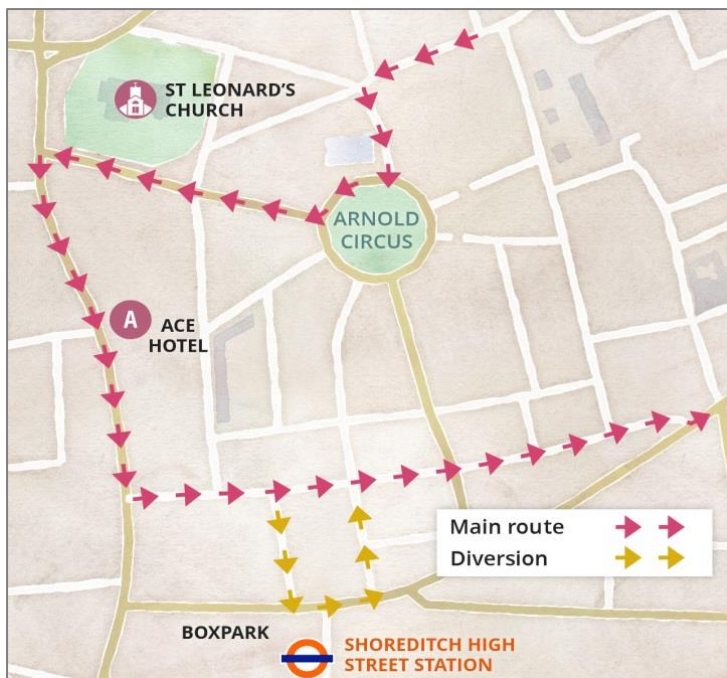 ST LEONARD'S
CHURCH
ARNOLD
CIRCUS
A
ACE
HOTEL
Main route
Diversion
BOXPARK
SHOREDITCH HIGH
STREET STATION